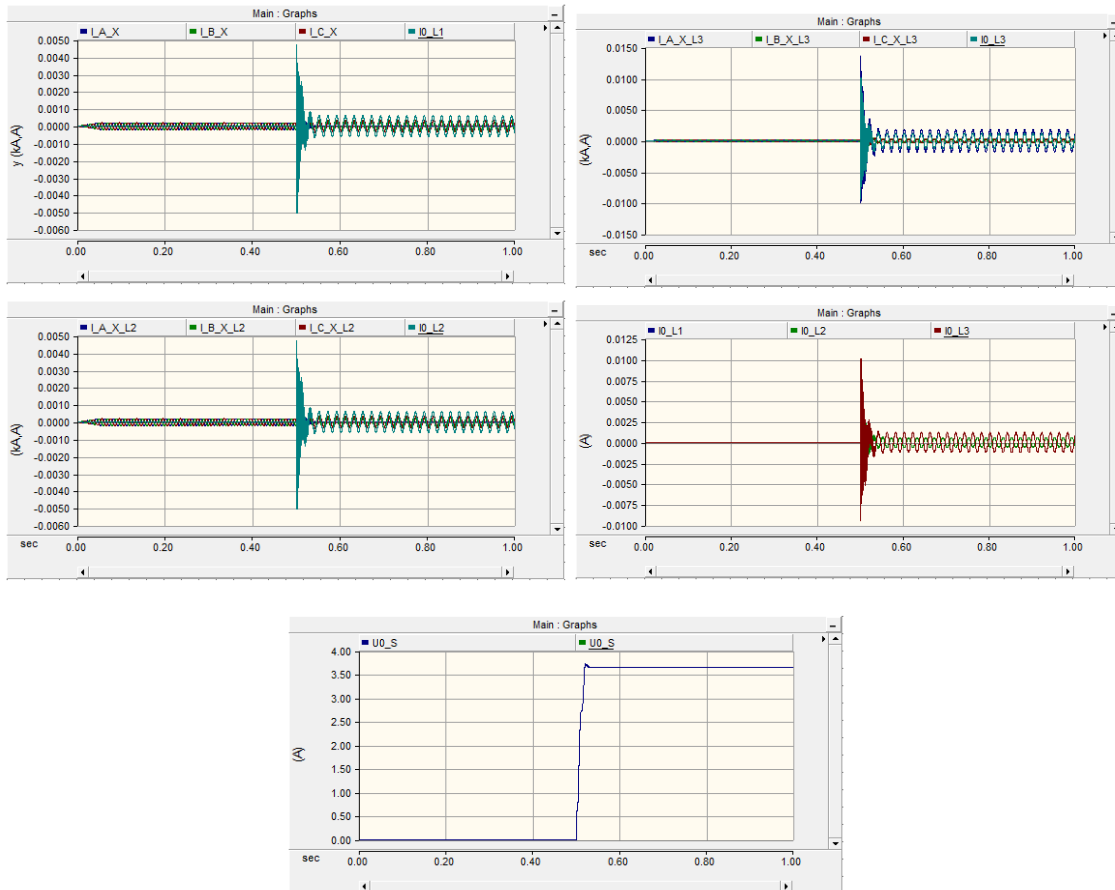 Main : Graphs
I_A_X I_B_X I_C_X I0_L1
0.0050
0.0040
0.0030
0.0020
0.0010
0.0000
-0.0010
-0.0020
-0.0030
-0.0040
-0.0050
-0.0060
y (kA,A)
0.00 0.20 0.40 0.60 0.80 1.00
Main : Graphs
I_A_X_L3 I_B_X_L3 I_C_X_L3 I0_L3
0.0150
0.0100
0.0050
0.0000
-0.0050
-0.0100
-0.0150
(kA,A)
sec 0.00 0.20 0.40 0.60 0.80 1.00
Main : Graphs
I_A_X_L2 I_B_X_L2 I_C_X_L2 I0_L2
0.0050
0.0040
0.0030
0.0020
0.0010
0.0000
-0.0010
-0.0020
-0.0030
-0.0040
-0.0050
-0.0060
(kA,A)
sec 0.00 0.20 0.40 0.60 0.80 1.00
Main : Graphs
I0_L1 I0_L2 I0_L3
0.0125
0.0100
0.0075
0.0050
0.0025
0.0000
-0.0025
-0.0050
-0.0075
-0.0100
(A)
sec 0.00 0.20 0.40 0.60 0.80 1.00
Main : Graphs
U0_S U0_S
4.00
3.50
3.00
2.50
2.00
1.50
1.00
0.50
0.00
(A)
sec 0.00 0.20 0.40 0.60 0.80 1.00